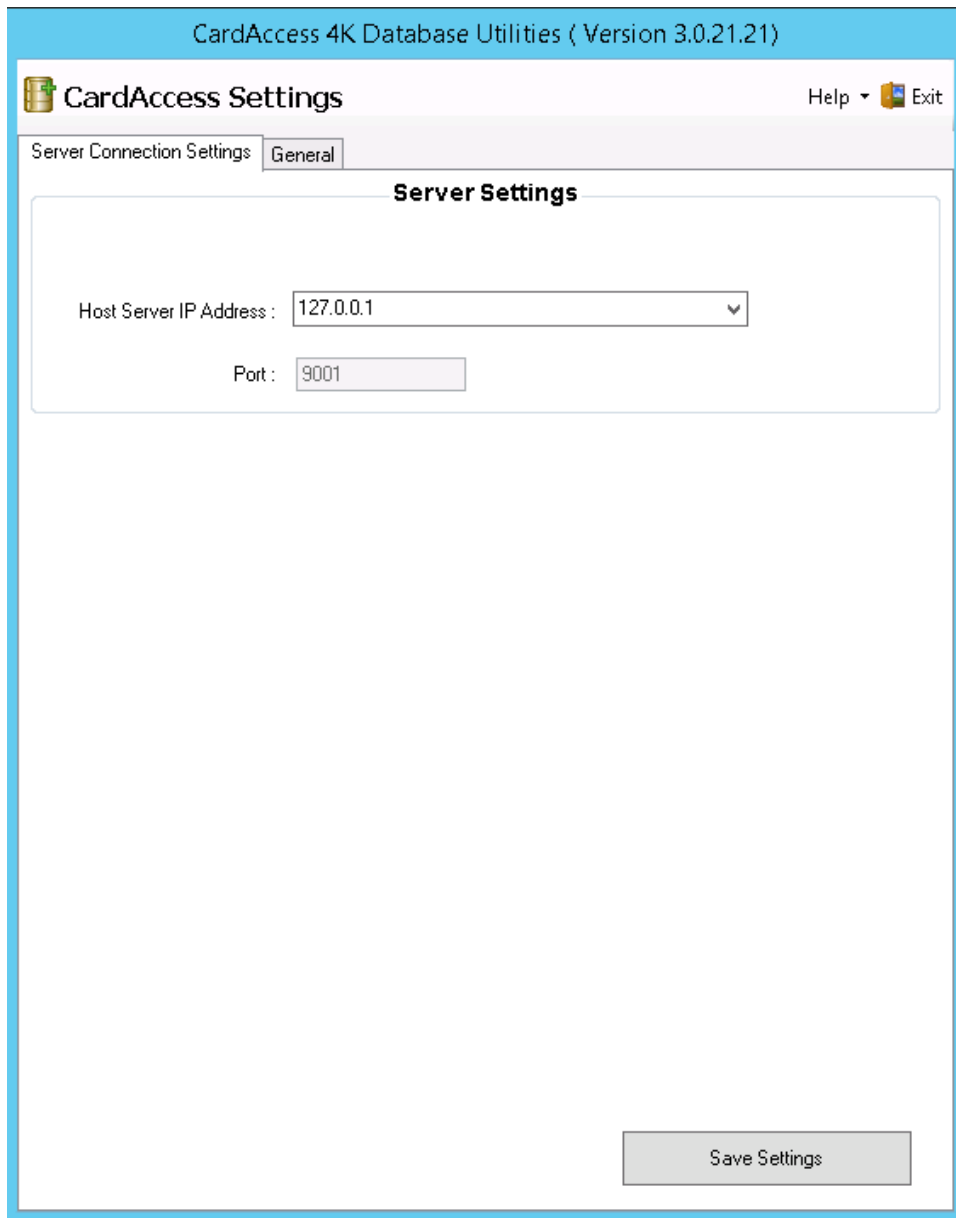 CardAccess 4K Database Utilities ( Version 3.0.21.21)
CardAccess Settings
Help
Exit
Server Connection Settings
General
Server Settings
Host Server IP Address :
127.0.0.1
Port :
9001
Save Settings